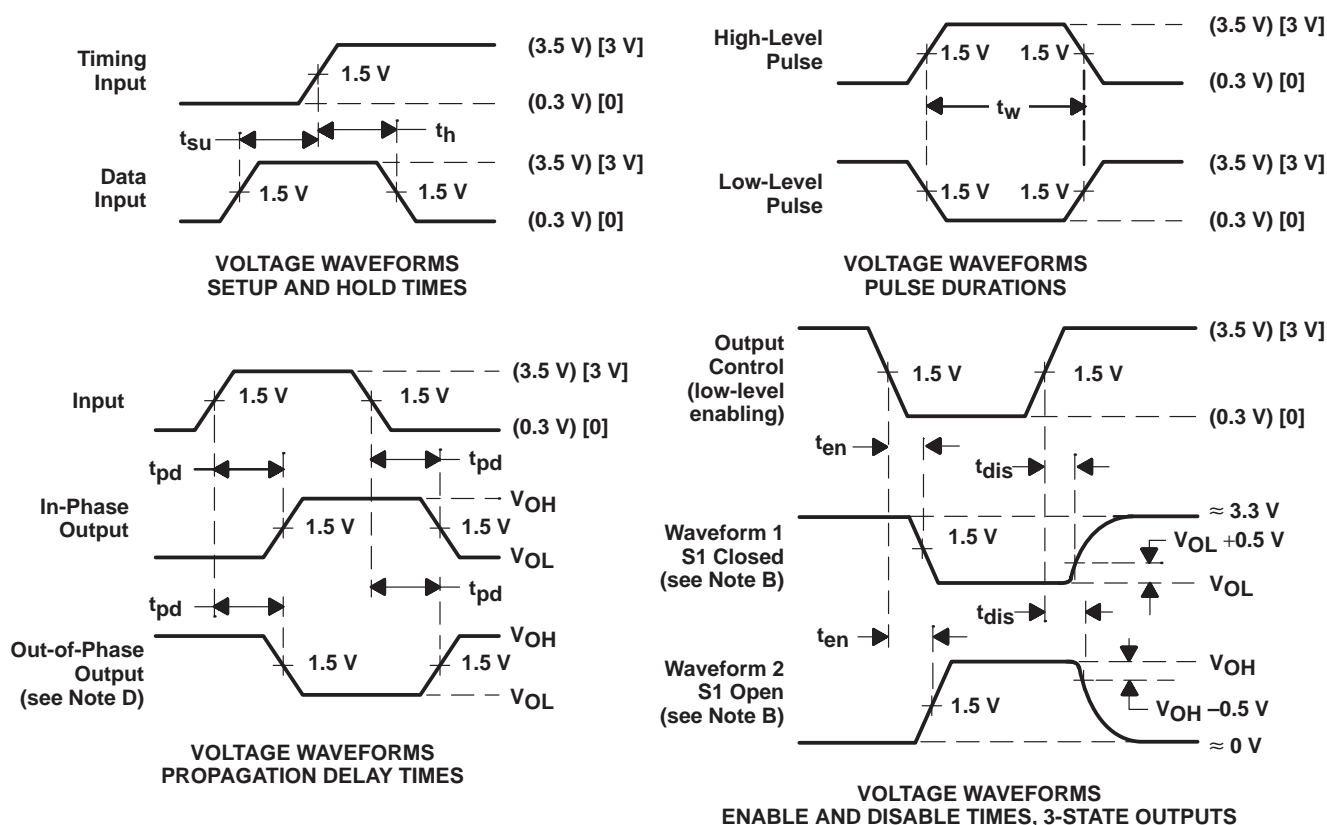 Timing
Input
1.5 V
(3.5 V) [3 V]
(0.3 V) [0]
tsu
th
Data
Input
1.5 V
1.5 V
(3.5 V) [3 V]
(0.3 V) [0]
VOLTAGE WAVEFORMS
SETUP AND HOLD TIMES
High-Level
Pulse
1.5 V
1.5 V
(3.5 V) [3 V]
(0.3 V) [0]
tw
Low-Level
Pulse
1.5 V
1.5 V
(3.5 V) [3 V]
(0.3 V) [0]
VOLTAGE WAVEFORMS
PULSE DURATIONS
Input
1.5 V
1.5 V
(3.5 V) [3 V]
(0.3 V) [0]
tpd
tpd
In-Phase
Output
1.5 V
1.5 V
VOH
VOL
tpd
tpd
Out-of-Phase
Output
(see Note D)
1.5 V
1.5 V
VOH
VOL
VOLTAGE WAVEFORMS
PROPAGATION DELAY TIMES
Output
Control
(low-level
enabling)
1.5 V
1.5 V
(3.5 V) [3 V]
(0.3 V) [0]
ten
tdis
Waveform 1
S1 Closed
(see Note B)
1.5 V
≈ 3.3 V
VOL +0.5 V
VOL
ten
tdis
Waveform 2
S1 Open
(see Note B)
1.5 V
VOH
VOH –0.5 V
≈ 0 V
VOLTAGE WAVEFORMS
ENABLE AND DISABLE TIMES, 3-STATE OUTPUTS